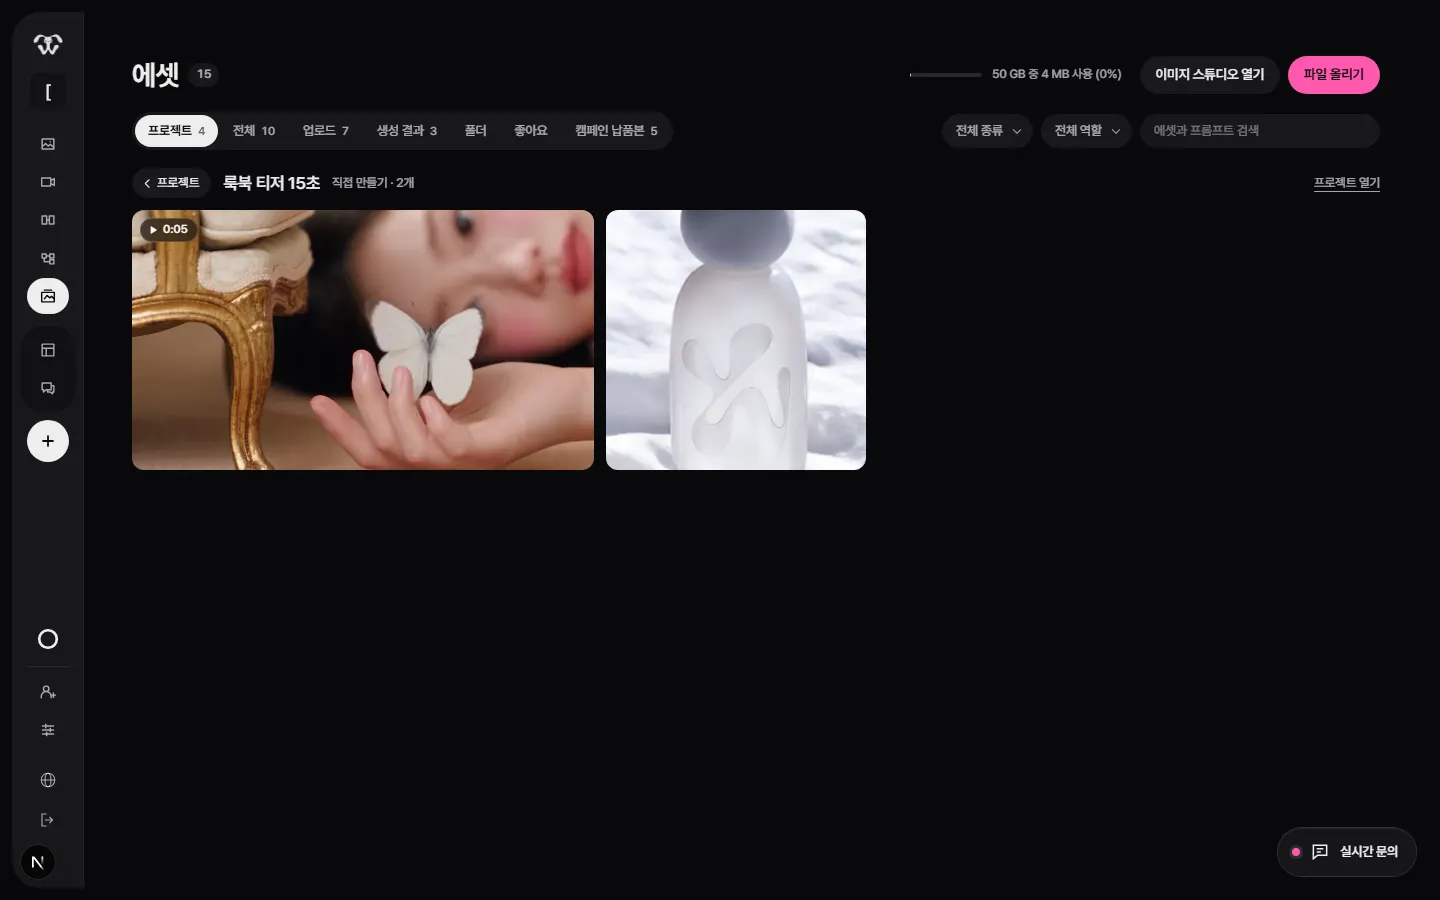 에셋 15
50 GB 중 4 MB 사용 (0%)
이미지 스튜디오 열기
파일 올리기
[
프로젝트 4
전체 10
업로드 7
생성 결과 3
폴더
좋아요
캠페인 납품본 5
전체 종류
전체 역할
에셋과 프롬프트 검색
프로젝트
룩북 티저 15초
직접 만들기 · 2개
프로젝트 열기
0:05
N
실시간 문의